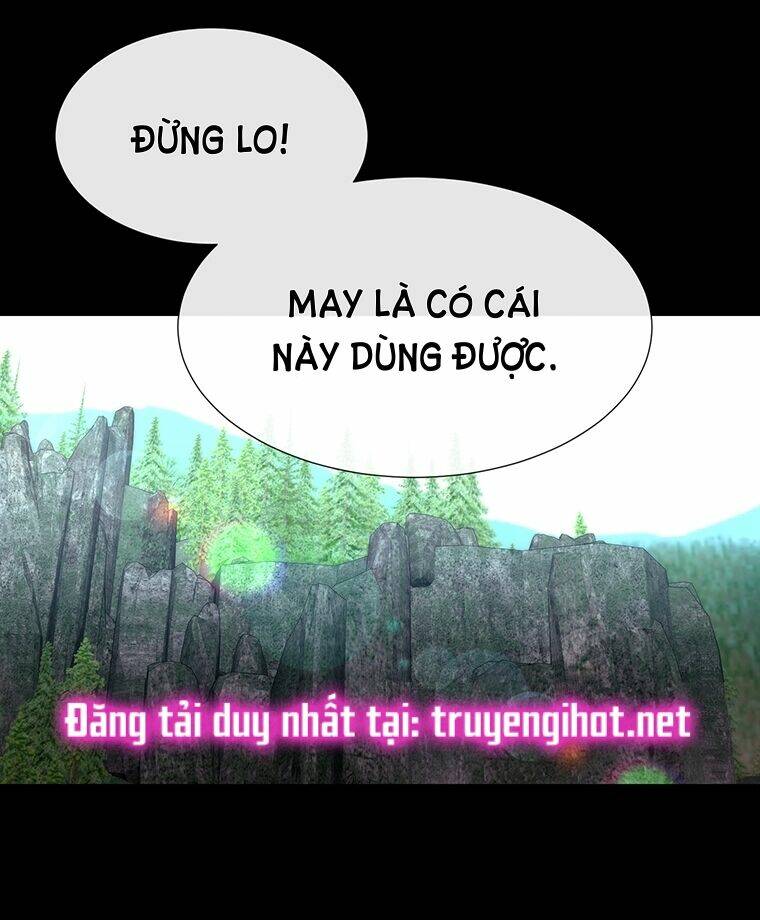 ĐỪNG LO!
MAY LÀ CÓ CÁI
NÀY DÙNG ĐƯỢC.
Đăng tải duy nhất tại: truyengihot.net